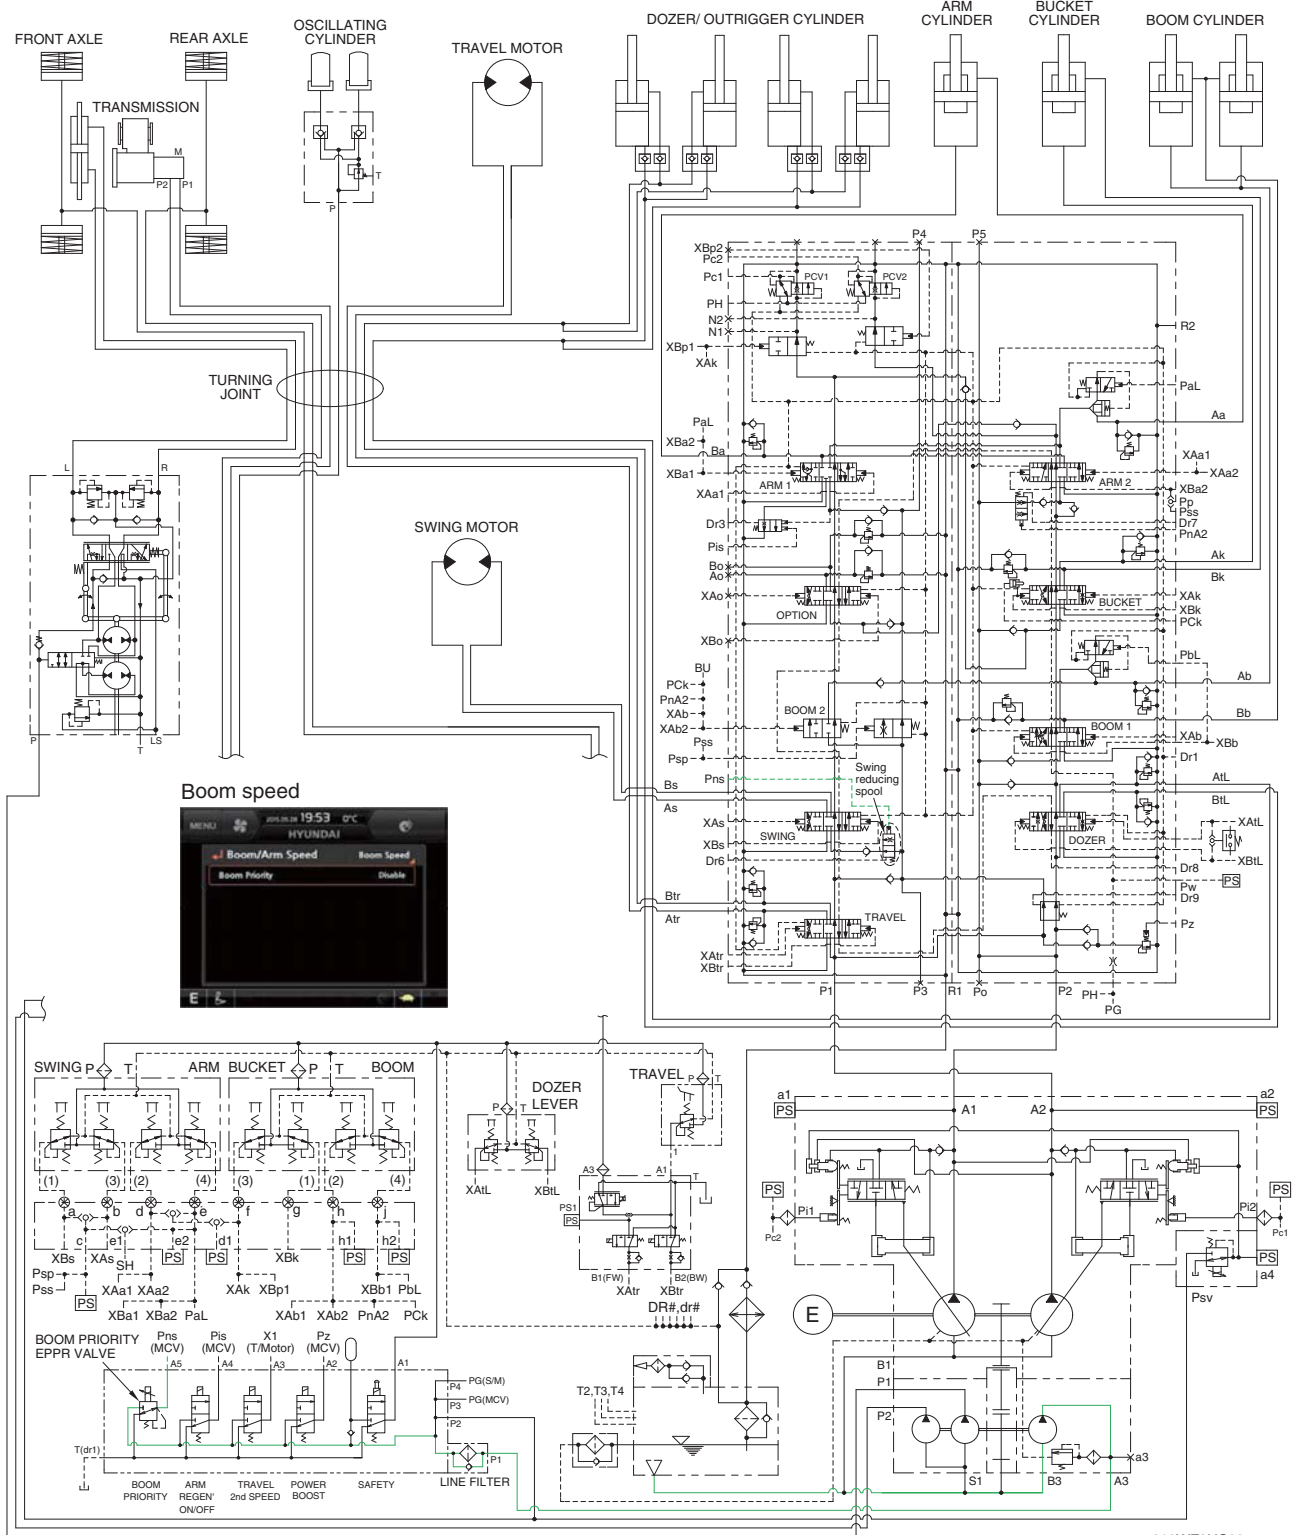 FRONT AXLE
REAR AXLE
OSCILLATING
CYLINDER
TRAVEL MOTOR
DOZER/ OUTRIGGER CYLINDER
ARM
CYLINDER
BUCKET
CYLINDER
BOOM CYLINDER
TRANSMISSION
M
P2
P1
T
P
TURNING
JOINT
L
R
P
T
LS
SWING MOTOR
XBp2
Pc2
Pc1
PH
N2
N1
XBp1
XAk
P4
P5
PCV1
PCV2
R2
PaL
Aa
PaL
XBa2
Ba
XBa1
XAa1
Dr3
Pis
Bo
Ao
XAo
XBo
ARM 1
ARM 2
OPTION
BUCKET
XAa1
XAa2
XBa2
Pp
Pss
Dr7
PnA2
Ak
Bk
XAk
XBk
PCk
PbL
Ab
Bb
BU
PCk
PnA2
XAb
XAb2
Pss
Psp
BOOM 2
BOOM 1
XAb
XBb
Dr1
AtL
BtL
Swing
reducing
spool
Pns
Bs
As
XAs
SWING
XBs
Dr6
DOZER
XAtL
XBtL
Dr8
PS
Pw
Dr9
Pz
Btr
Atr
TRAVEL
XAtr
XBtr
P1
P3
R1
Po
P2
PH
PG
Boom speed
MENU
2015.05.28 19:53 0°C
HYUNDAI
Boom/Arm Speed
Boom Speed
Boom Priority
Disable
E
SWING
P
T
ARM
BUCKET
P
T
BOOM
(1)
(3)
(2)
(4)
(3)
(1)
(2)
(4)
a
b
d
e
f
g
h
j
c
e1
e2
d1
h1
h2
XBs
XAs
SH
PS
PS
XBk
PS
PS
Psp
Pss
PS
XAa1
XAa2
XAk
XBp1
XBb1
PbL
XBa1
XBa2
PaL
XAb1
XAb2
PnA2
PCk
DOZER
LEVER
P
T
XAtL
XBtL
TRAVEL
P
T
1
A3
A1
T
PS1
PS
B1(FW)
B2(BW)
XAtr
XBtr
DR#,dr#
a1
PS
A1
A2
a2
PS
PS
Pi1
Pc2
PS
Pi2
Pc1
PS
a4
Psv
E
BOOM PRIORITY
EPPR VALVE
Pns
(MCV)
Pis
(MCV)
X1
(T/Motor)
Pz
(MCV)
A5
A4
A3
A2
A1
P4
PG(S/M)
PG(MCV)
P3
P2
P1
T(dr1)
LINE FILTER
BOOM
PRIORITY
ARM
REGEN'
ON/OFF
TRAVEL
2nd SPEED
POWER
BOOST
SAFETY
T2,T3,T4
B1
P1
P2
S1
B3
A3
a3